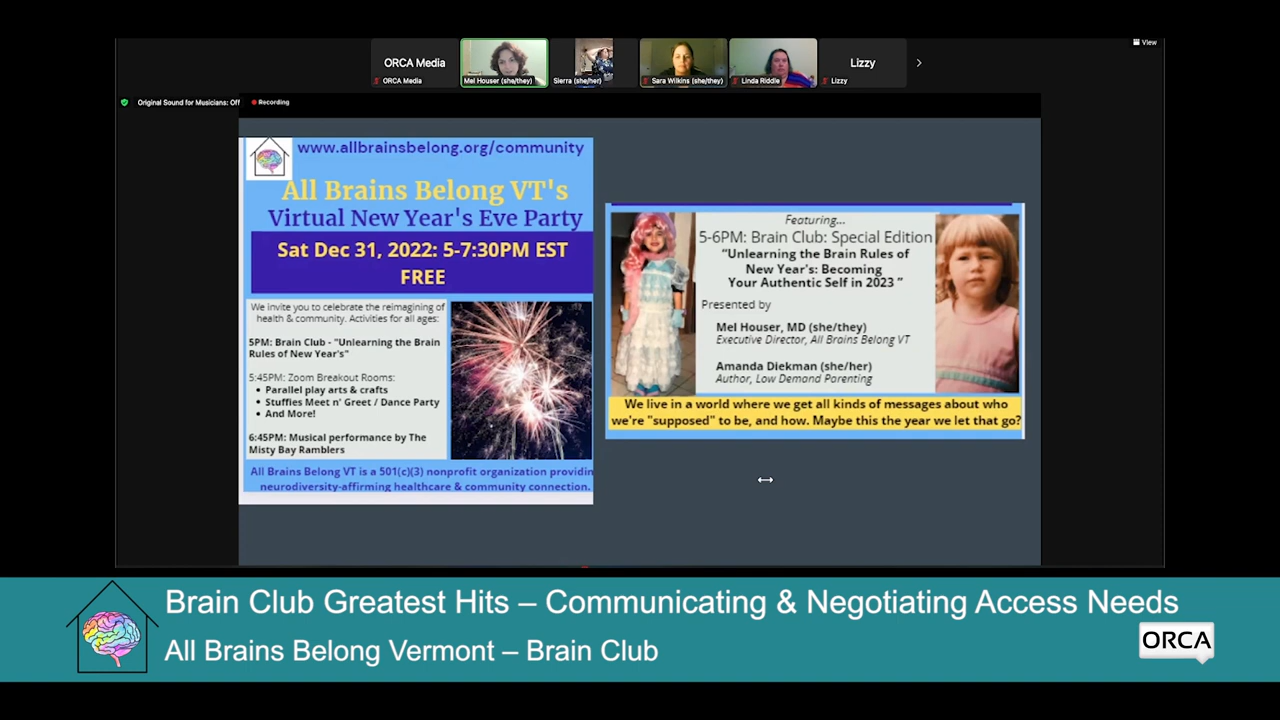 View
ORCA Media
ORCA Media
Mel Houser (she/they)
Sierra (she/her)
Sara Wilkins (she/they)
Linda Riddle
Lizzy
Lizzy
Original Sound for Musicians: Off
Recording
www.allbrainsbelong.org/community
All Brains Belong VT's
Virtual New Year's Eve Party
Sat Dec 31, 2022: 5-7:30PM EST
FREE
We invite you to celebrate the reimagining of
health & community. Activities for all ages:
5PM: Brain Club - "Unlearning the Brain
Rules of New Year's"
5:45PM: Zoom Breakout Rooms:
• Parallel play arts & crafts
• Stuffies Meet n' Greet / Dance Party
• And More!
6:45PM: Musical performance by The
Misty Bay Ramblers
All Brains Belong VT is a 501(c)(3) nonprofit organization providin
neurodiversity-affirming healthcare & community connection.
Featuring...
5-6PM: Brain Club: Special Edition
"Unlearning the Brain Rules of
New Year's: Becoming
Your Authentic Self in 2023 "
Presented by
Mel Houser, MD (she/they)
Executive Director, All Brains Belong VT
Amanda Diekman (she/her)
Author, Low Demand Parenting
We live in a world where we get all kinds of messages about who
we're "supposed" to be, and how. Maybe this the year we let that go?
Brain Club Greatest Hits – Communicating & Negotiating Access Needs
All Brains Belong Vermont – Brain Club
ORCA